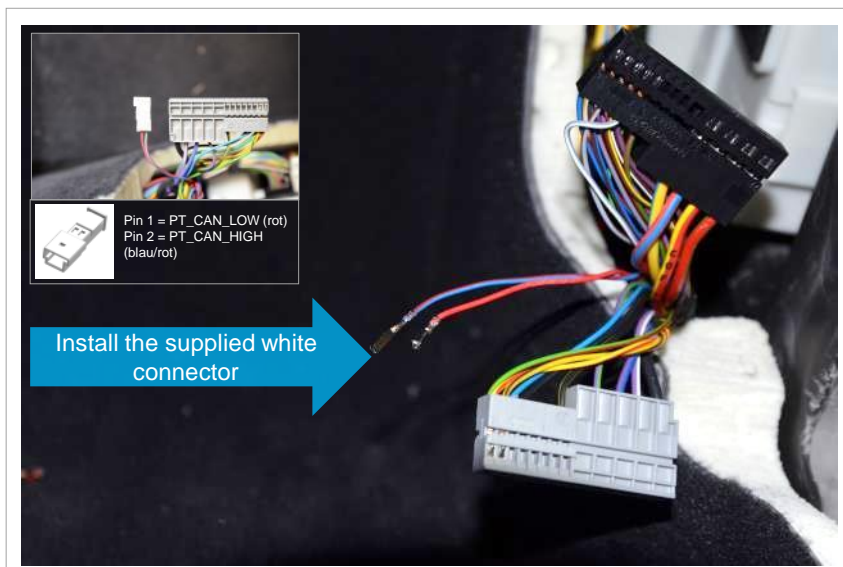 Pin 1 = PT_CAN_LOW (rot)
Pin 2 = PT_CAN_HIGH
(blau/rot)
Install the supplied white
connector